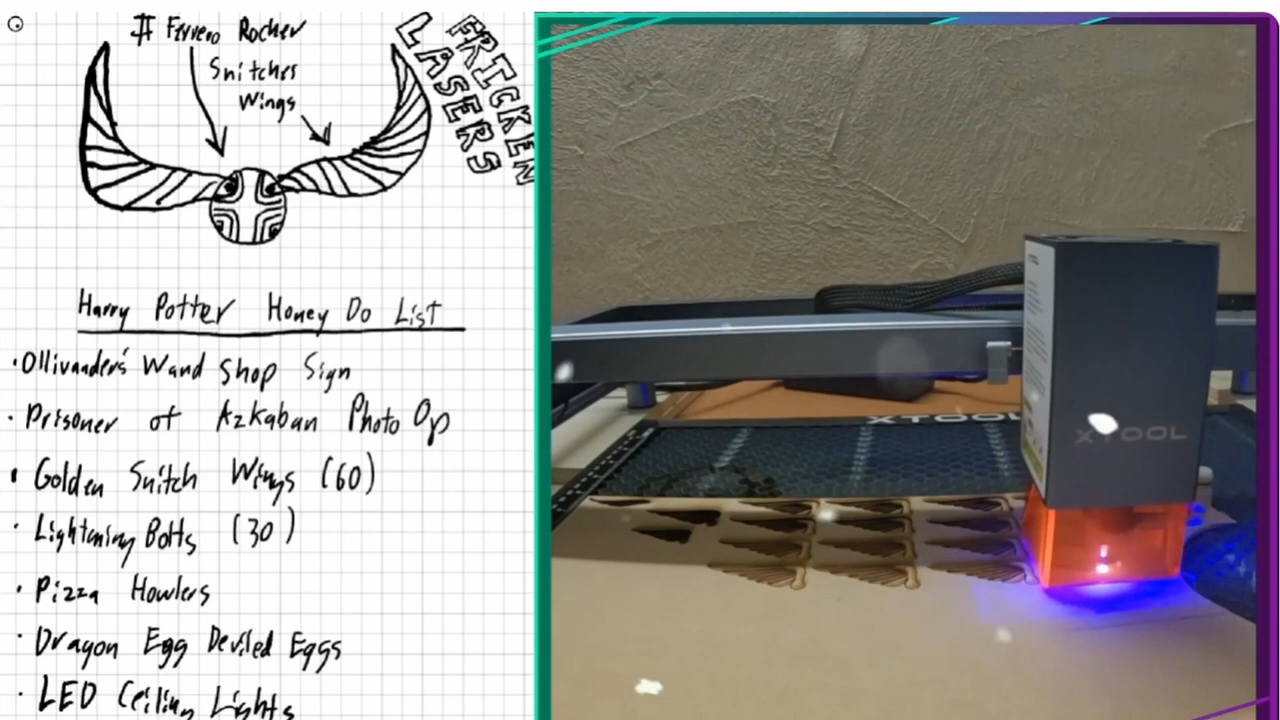 Ferrero Rocher
Snitches
Wings
FRICKEN
LASERS
Harry Potter Honey Do List
• Ollivander's Wand Shop Sign
• Prisoner of Azkaban Photo Op
• Golden Snitch Wings (60)
• Lightning Bolts (30)
• Pizza Howlers
• Dragon Egg Deviled Eggs
• LED Ceiling Lights
XTOOL
XTOOL